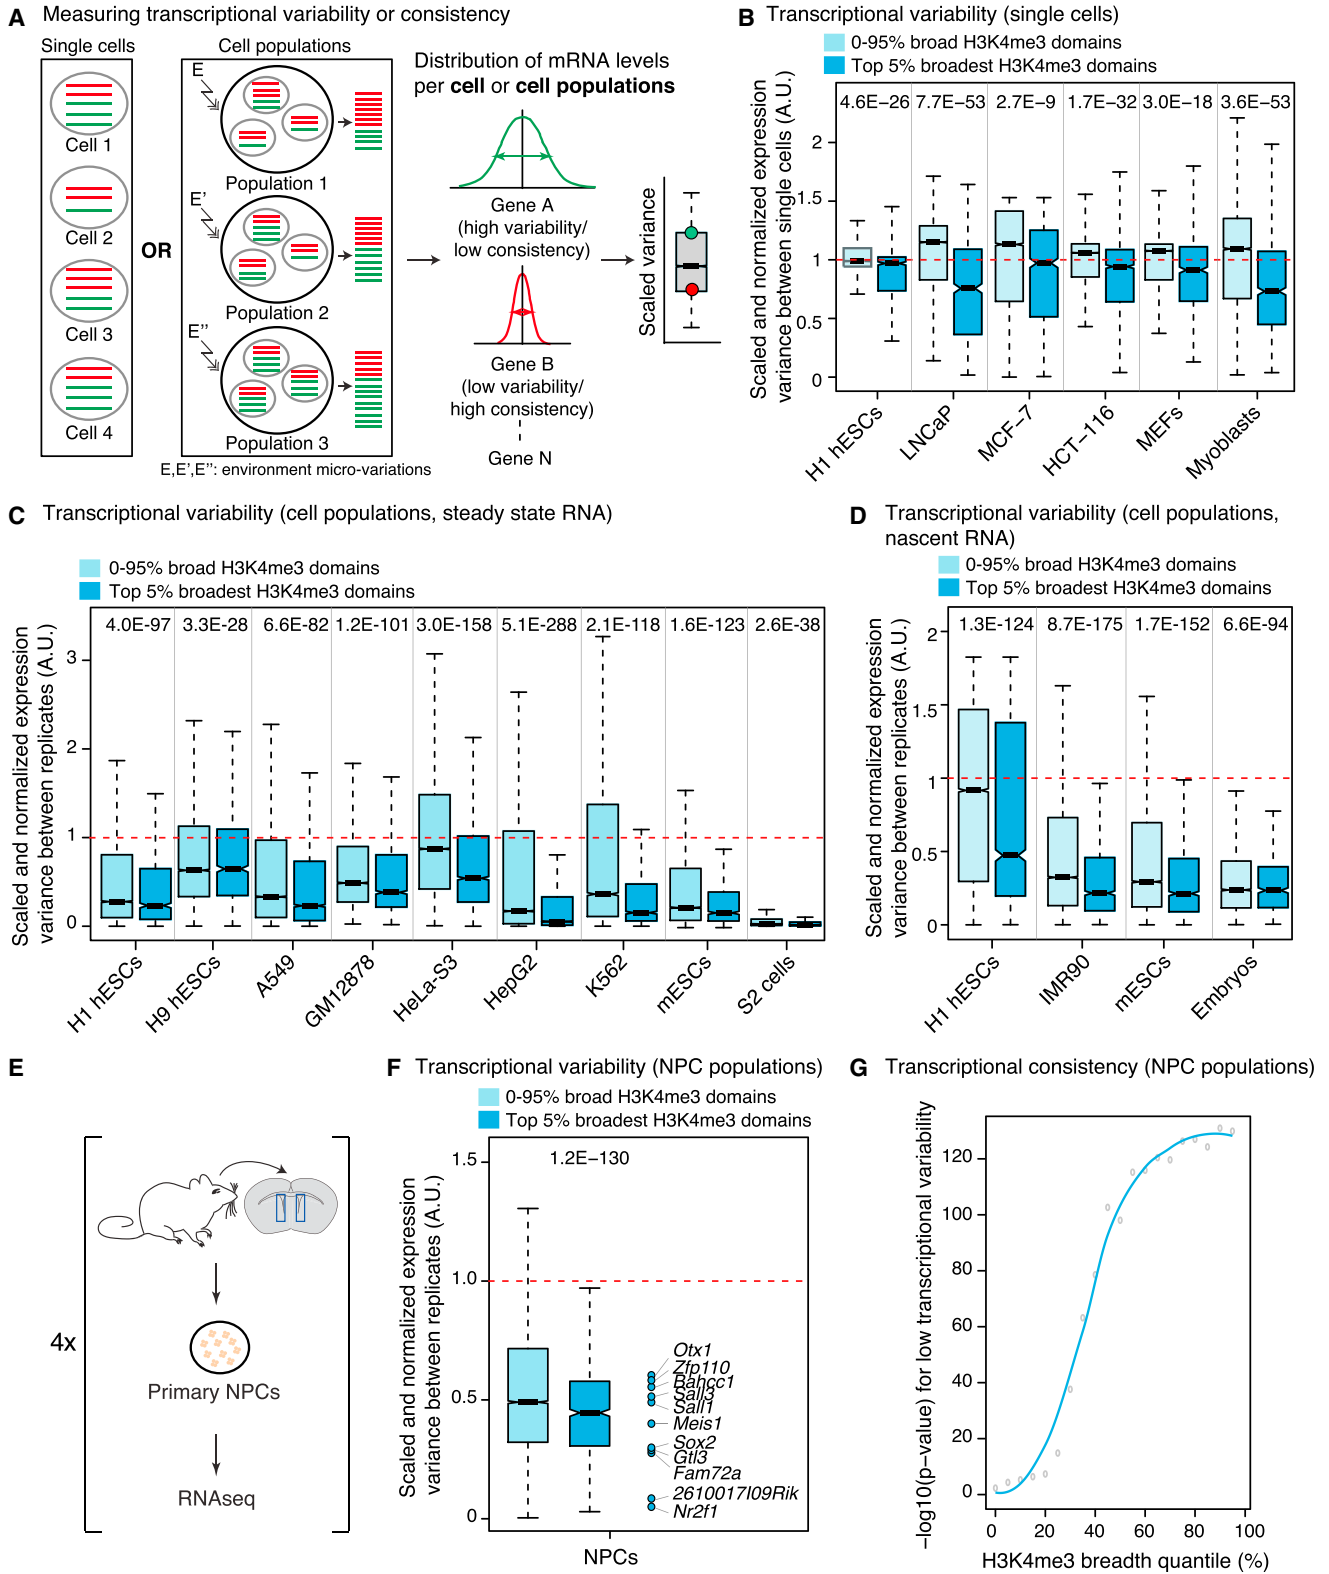 A Measuring transcriptional variability or consistency
Single cells
Cell 1
Cell 2
Cell 3
Cell 4
OR
Cell populations
E
Population 1
E'
Population 2
E''
Population 3
E,E',E'': environment micro-variations
Distribution of mRNA levels
per cell or cell populations
Gene A
(high variability/
low consistency)
Gene B
(low variability/
high consistency)
Gene N
Scaled variance
B Transcriptional variability (single cells)
0-95% broad H3K4me3 domains
Top 5% broadest H3K4me3 domains
Scaled and normalized expression
variance between single cells (A.U.)
4.6E−26 7.7E−53 2.7E−9 1.7E−32 3.0E−18 3.6E−53
2
1.5
1
0.5
0
H1 hESCs
LNCaP
MCF−7
HCT−116
MEFs
Myoblasts
C Transcriptional variability (cell populations, steady state RNA)
0-95% broad H3K4me3 domains
Top 5% broadest H3K4me3 domains
Scaled and normalized expression
variance between replicates (A.U.)
4.0E-97 3.3E-28 6.6E-82 1.2E-101 3.0E-158 5.1E-288 2.1E-118 1.6E-123 2.6E-38
3
2
1
0
H1 hESCs
H9 hESCs
A549
GM12878
HeLa-S3
HepG2
K562
mESCs
S2 cells
D Transcriptional variability (cell populations,
nascent RNA)
0-95% broad H3K4me3 domains
Top 5% broadest H3K4me3 domains
Scaled and normalized expression
variance between replicates (A.U.)
1.3E-124 8.7E-175 1.7E-152 6.6E-94
2
1.5
1
0.5
0
H1 hESCs
IMR90
mESCs
Embryos
E
4x
Primary NPCs
RNAseq
F Transcriptional variability (NPC populations)
0-95% broad H3K4me3 domains
Top 5% broadest H3K4me3 domains
Scaled and normalized expression
variance between replicates (A.U.)
1.2E−130
1.5
1.0
0.5
0
Otx1
Zfp110
Bahcc1
Sall3
Sall1
Meis1
Sox2
Gtl3
Fam72a
2610017I09Rik
Nr2f1
NPCs
G Transcriptional consistency (NPC populations)
−log10(p−value) for low transcriptional variability
120
100
80
60
40
20
0
0 20 40 60 80 100
H3K4me3 breadth quantile (%)